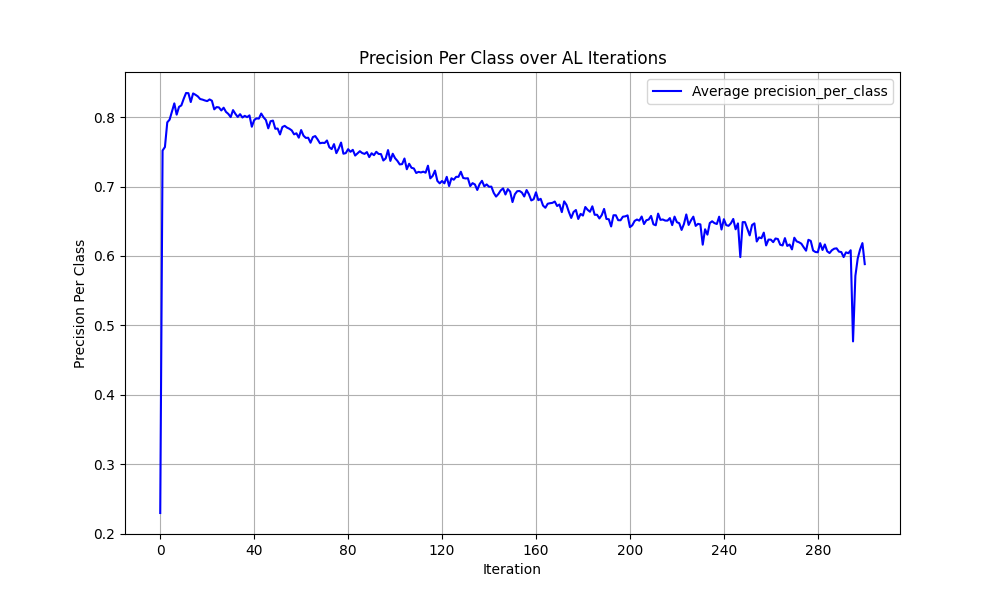 Precision Per Class over AL Iterations
Average precision_per_class
Precision Per Class
0.8
0.7
0.6
0.5
0.4
0.3
0.2
0 40 80 120 160 200 240 280
Iteration